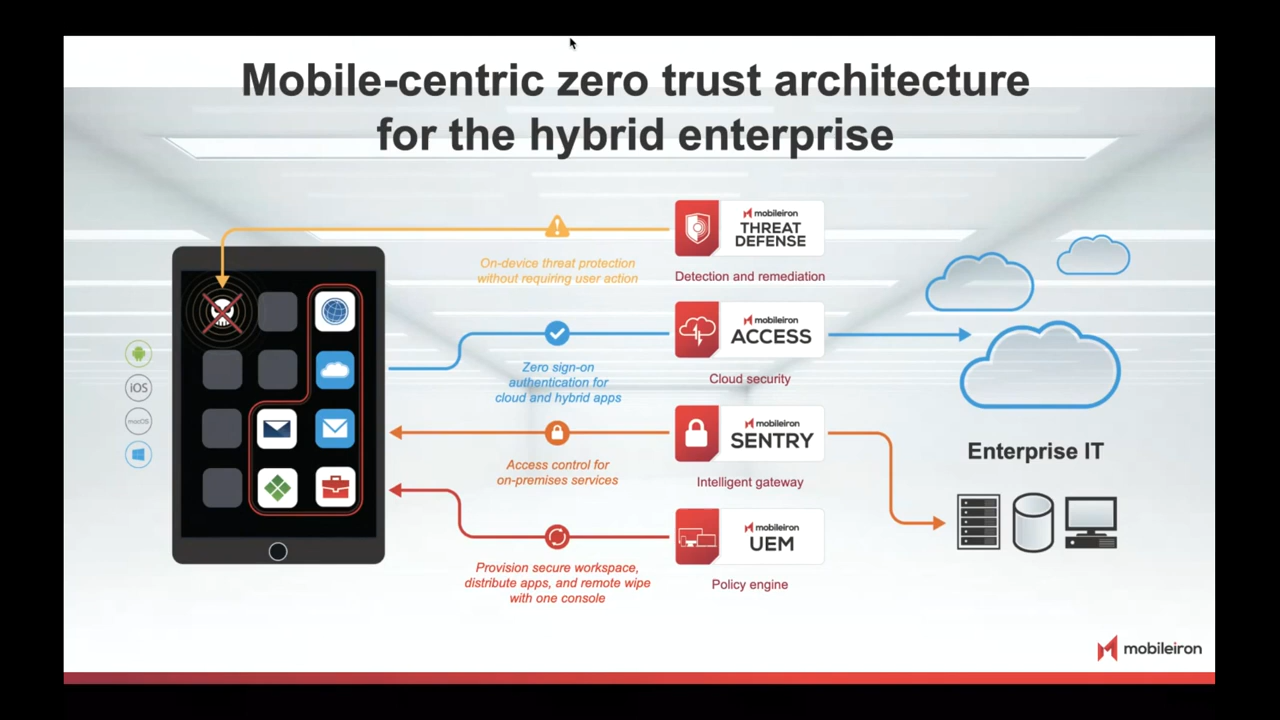 Mobile-centric zero trust architecture
for the hybrid enterprise
mobileiron
THREAT
DEFENSE
On-device threat protection
without requiring user action
Detection and remediation
mobileiron
ACCESS
Zero sign-on
authentication for
cloud and hybrid apps
Cloud security
iOS
macOS
mobileiron
SENTRY
Enterprise IT
Access control for
on-premises services
Intelligent gateway
mobileiron
UEM
Provision secure workspace,
distribute apps, and remote wipe
with one console
Policy engine
mobileiron